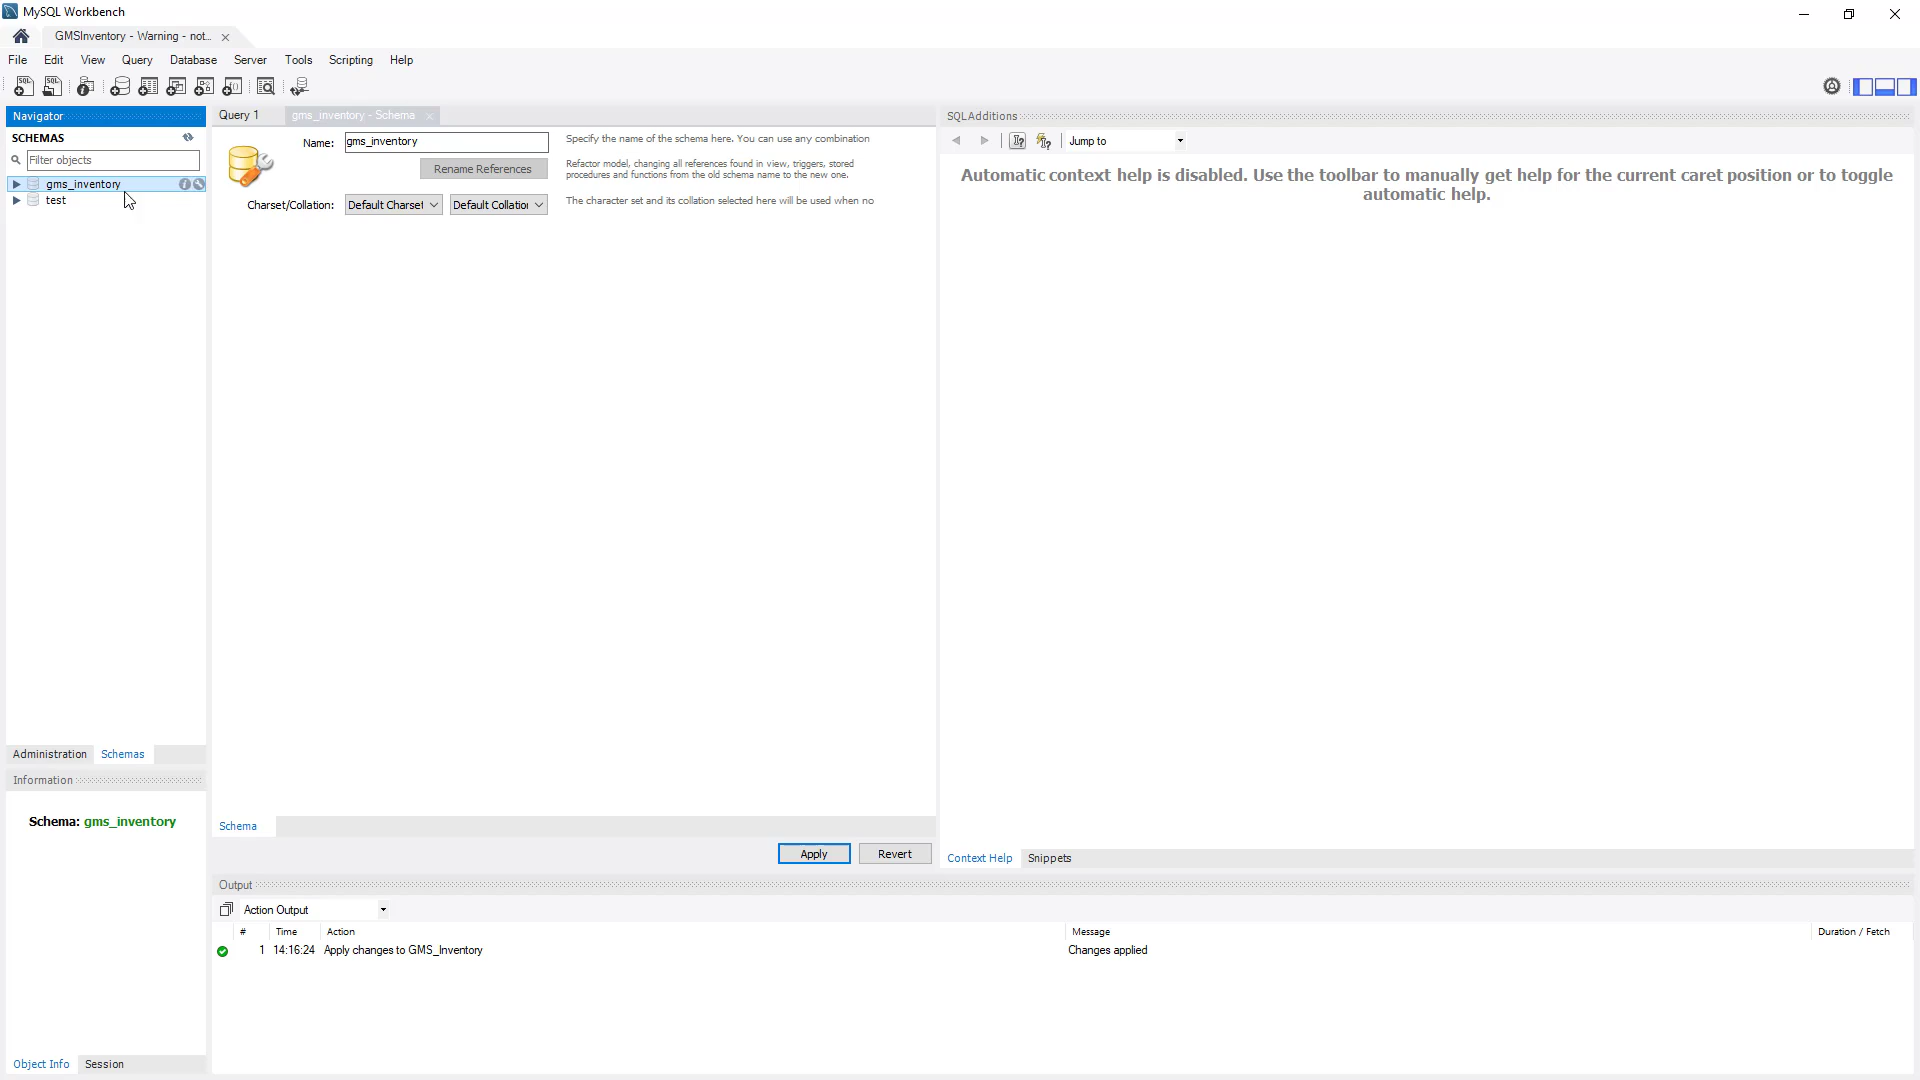 MySQL Workbench
GMSInventory - Warning - not...
File Edit View Query Database Server Tools Scripting Help
Navigator
SCHEMAS
Filter objects
gms_inventory
test
Administration Schemas
Information
Schema: gms_inventory
Object Info Session
Query 1 gms_inventory - Schema
Name: gms_inventory
Specify the name of the schema here. You can use any combination
Rename References
Refactor model, changing all references found in view, triggers, stored
procedures and functions from the old schema name to the new one.
Charset/Collation: Default Charset Default Collation
The character set and its collation selected here will be used when no
Schema
Apply Revert
SQLAdditions
Jump to
Automatic context help is disabled. Use the toolbar to manually get help for the current caret position or to toggle
automatic help.
Context Help Snippets
Output
Action Output
# Time Action Message Duration / Fetch
1 14:16:24 Apply changes to GMS_Inventory Changes applied